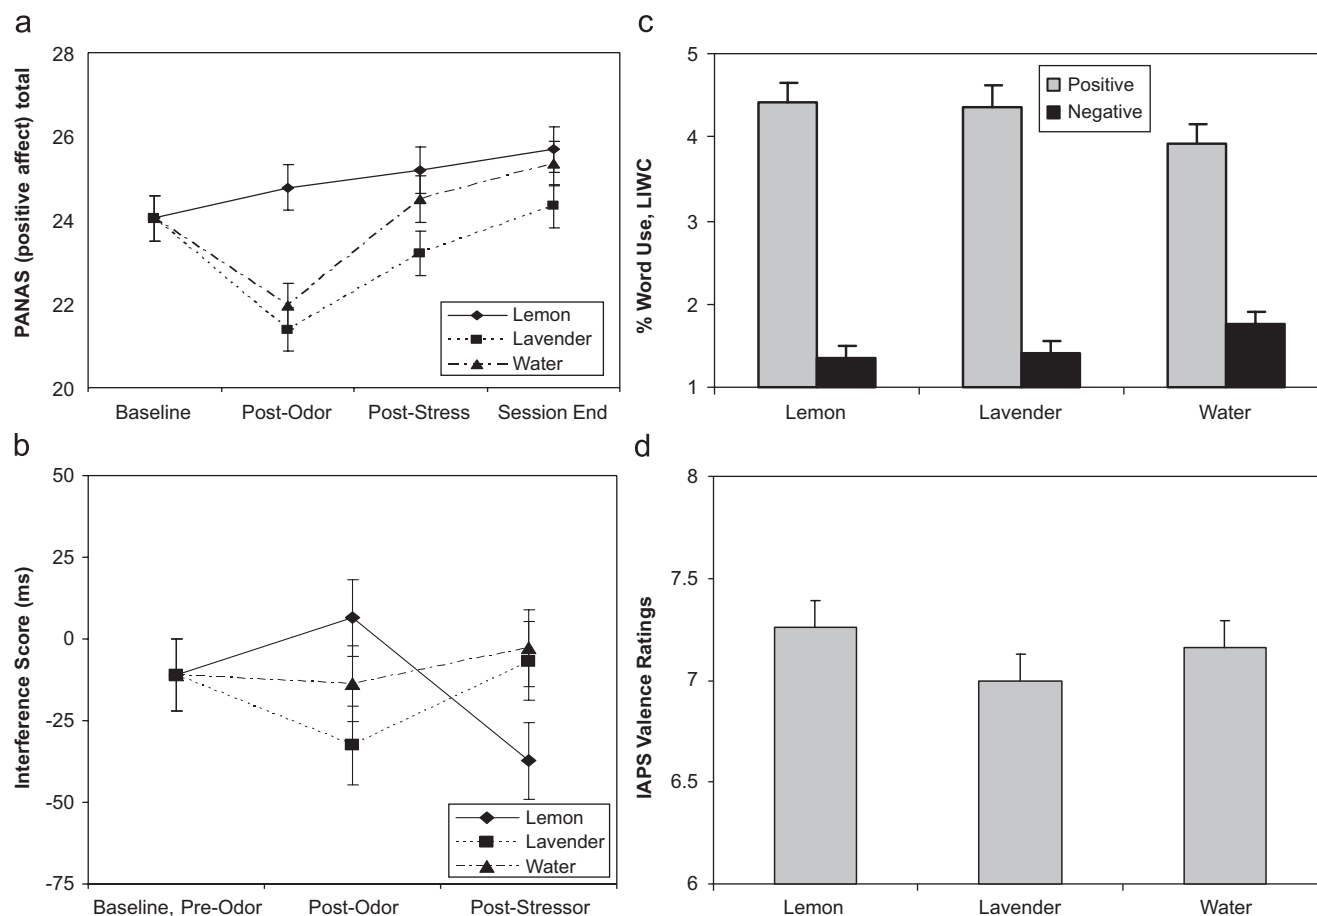 a
PANAS (positive affect) total
28
26
24
22
20
Lemon
Lavender
Water
Baseline
Post-Odor
Post-Stress
Session End
c
% Word Use, LIWC
5
4
3
2
1
Positive
Negative
Lemon
Lavender
Water
b
Interference Score (ms)
50
25
0
-25
-50
-75
Lemon
Lavender
Water
Baseline, Pre-Odor
Post-Odor
Post-Stressor
d
IAPS Valence Ratings
8
7.5
7
6.5
6
Lemon
Lavender
Water